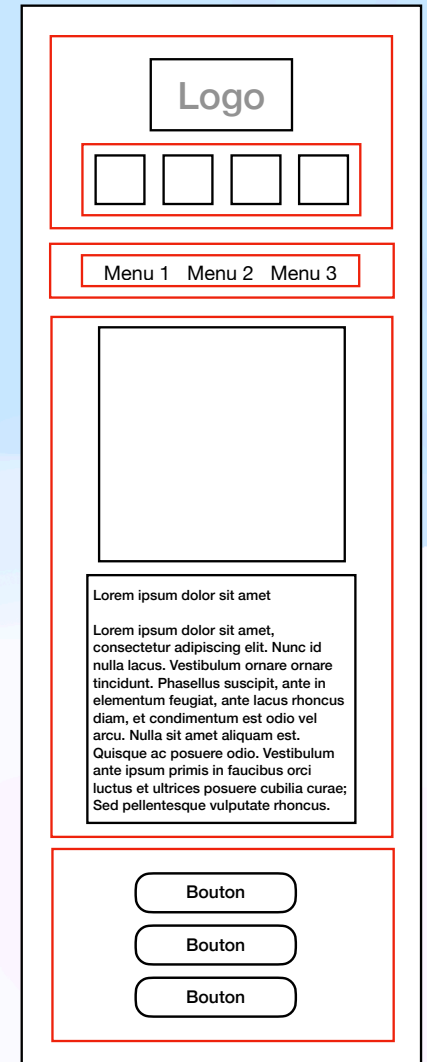 Logo
Menu 1 Menu 2 Menu 3
Lorem ipsum dolor sit amet
Lorem ipsum dolor sit amet,
consectetur adipiscing elit. Nunc id
nulla lacus. Vestibulum ornare ornare
tincidunt. Phasellus suscipit, ante in
elementum feugiat, ante lacus rhoncus
diam, et condimentum est odio vel
arcu. Nulla sit amet aliquam est.
Quisque ac posuere odio. Vestibulum
ante ipsum primis in faucibus orci
luctus et ultrices posuere cubilia curae;
Sed pellentesque vulputate rhoncus.
Bouton
Bouton
Bouton